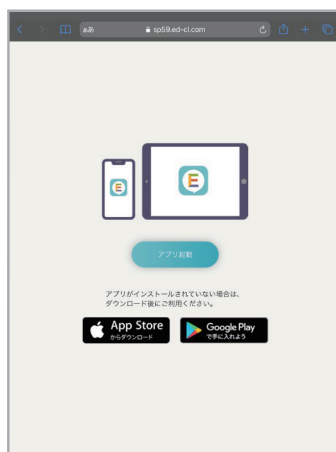 ああ
sp59.ed-cl.com
E
E
アプリ起動
アプリがインストールされていない場合は、
ダウンロード後にご利用ください。
App Store
からダウンロード
Google Play
で手に入れよう